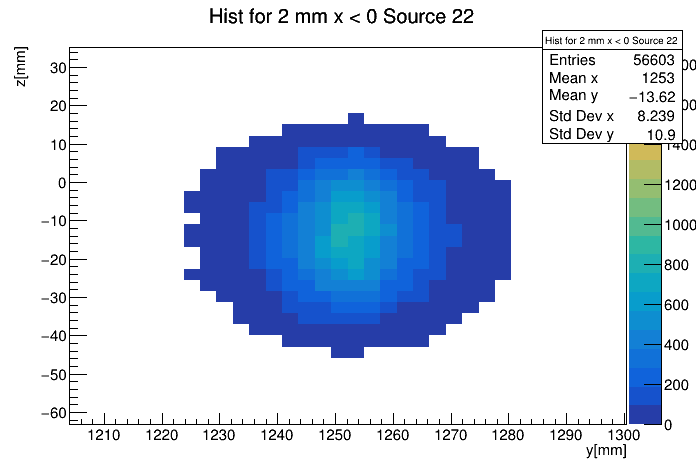 Hist for 2 mm x < 0 Source 22
z[mm]
Hist for 2 mm x < 0 Source 22
Entries 56603
Mean x 1253
Mean y −13.62
Std Dev x 8.239
Std Dev y 10.9
30
20
10
0
−10
−20
−30
−40
−50
−60
1400
1200
1000
800
600
400
200
0
1210 1220 1230 1240 1250 1260 1270 1280 1290 1300
y[mm]